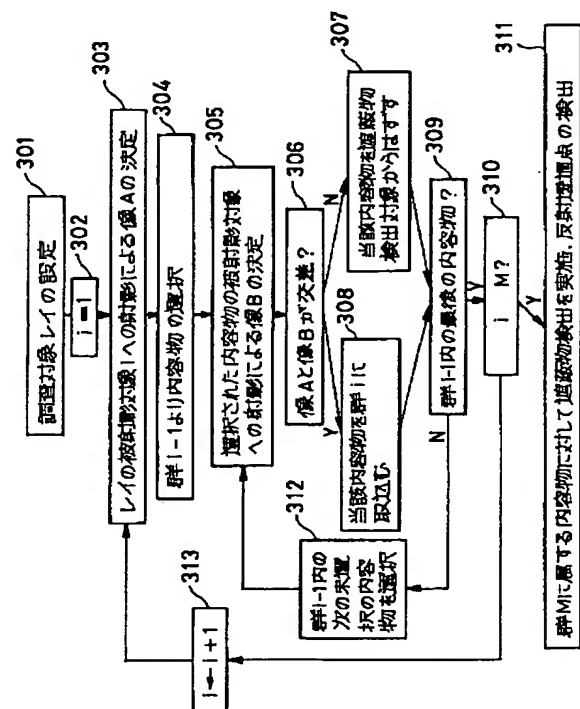 301
調査対象レイの設定
302
i=1
303
レイの被射影対象iへの射影による像Aの決定
304
群i-1より内容物の選択
305
選択された内容物の被射影対象
への射影による像Bの決定
306
像Aと像Bが交差?
Y
N
307
当該内容物を遮蔽物
検出対象からはずす
308
当該内容物を群iに
取込む
309
群i-1内の最後の内容物?
N
Y
310
i M?
Y
311
群Mに属する内容物に対して遮蔽物検出を実施,反射透過点の検出
312
群i-1内の
次の未選
択の内容
物を選択
313
i←i+1